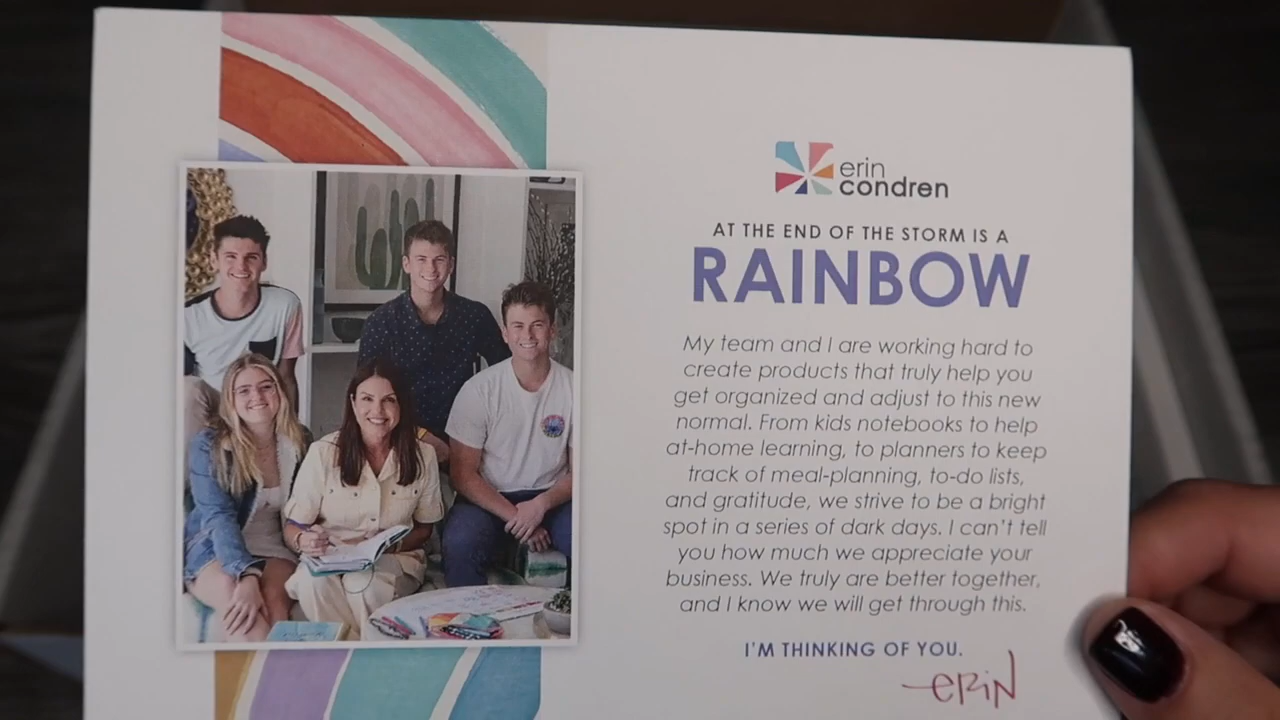 erin
condren
AT THE END OF THE STORM IS A
RAINBOW
My team and I are working hard to
create products that truly help you
get organized and adjust to this new
normal. From kids notebooks to help
at-home learning, to planners to keep
track of meal-planning, to-do lists,
and gratitude, we strive to be a bright
spot in a series of dark days. I can't tell
you how much we appreciate your
business. We truly are better together,
and I know we will get through this.
I'M THINKING OF YOU.
erin